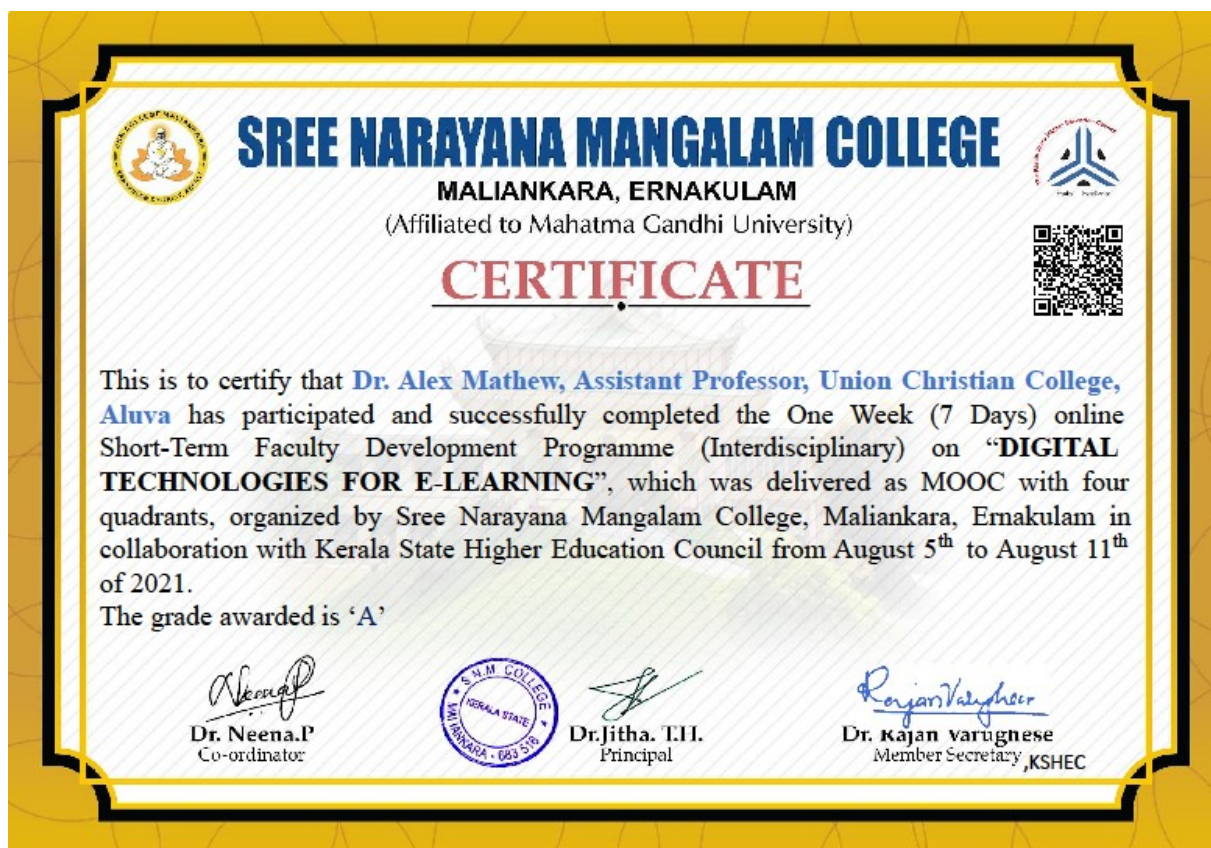 SREE NARAYANA MANGALAM COLLEGE
MALIANKARA, ERNAKULAM
(Affiliated to Mahatma Gandhi University)
CERTIFICATE
This is to certify that Dr. Alex Mathew, Assistant Professor, Union Christian College,
Aluva has participated and successfully completed the One Week (7 Days) online
Short-Term Faculty Development Programme (Interdisciplinary) on “DIGITAL
TECHNOLOGIES FOR E-LEARNING”, which was delivered as MOOC with four
quadrants, organized by Sree Narayana Mangalam College, Maliankara, Ernakulam in
collaboration with Kerala State Higher Education Council from August 5th to August 11th
of 2021.
The grade awarded is ‘A’
S.N.M. COLLEGE
KERALA STATE
MALIANKARA - 683 516
Rajan Varughese
Dr. Neena.P
Co-ordinator
Dr.Jitha. T.H.
Principal
Dr. Rajan Varughese
Member Secretary ,KSHEC